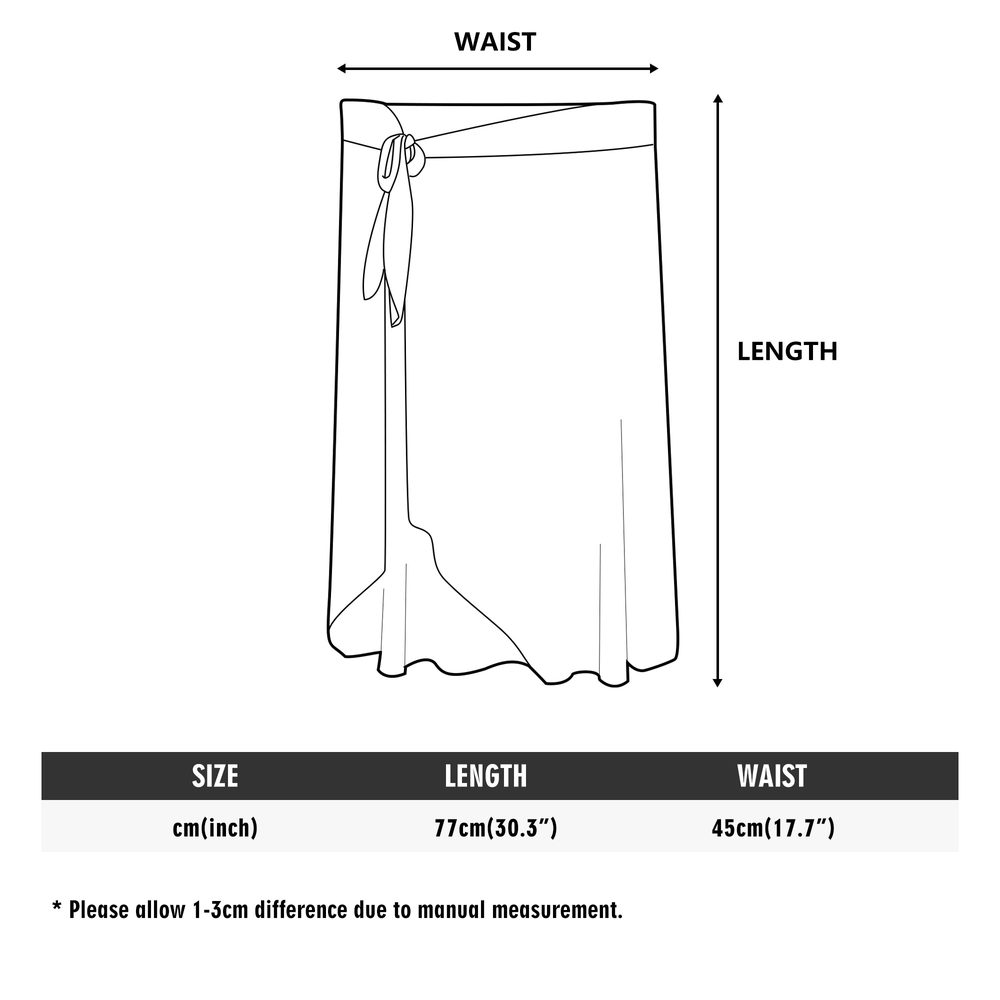 WAIST
LENGTH
SIZE LENGTH WAIST
cm(inch) 77cm(30.3”) 45cm(17.7”)
* Please allow 1-3cm difference due to manual measurement.